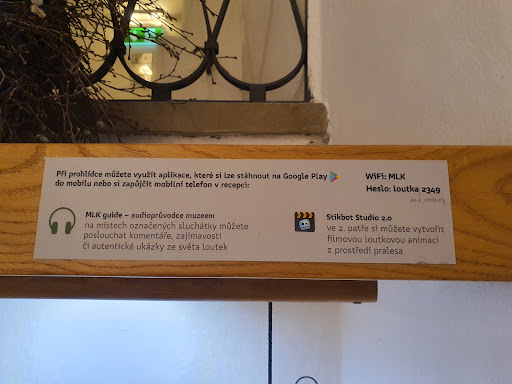 Při prohlídce můžete využít aplikace, které si lze stáhnout na Google Play
do mobilu nebo si zapůjčit mobilní telefon v recepci:
WiFi: MLK
Heslo: loutka 2349
MLK guide – audioprůvodce muzeem
na místech označených sluchátky můžete
poslouchat komentáře, zajímavosti
či autentické ukázky ze světa loutek
Stikbot Studio 2.0
ve 2. patře si můžete vytvořit
filmovou loutkovou animaci
z prostředí pralesa